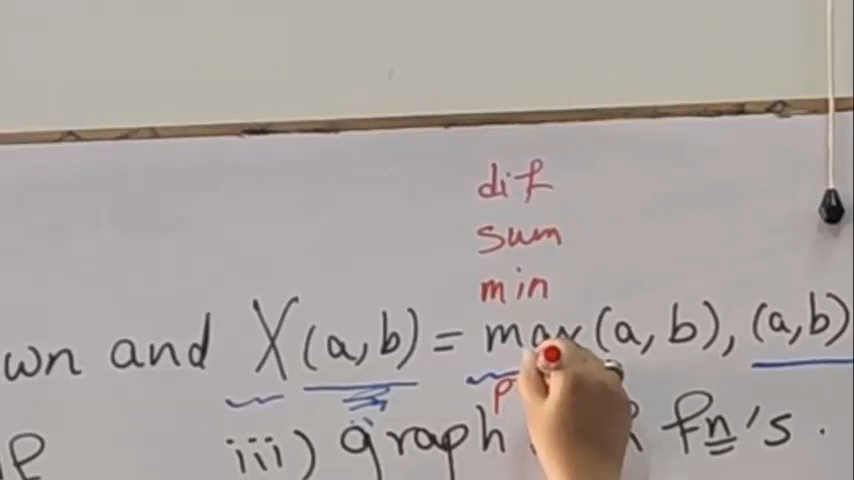 dif
sum
min
wn and X(a,b) = max(a,b), (a,b)
p
iii) graph fn's.